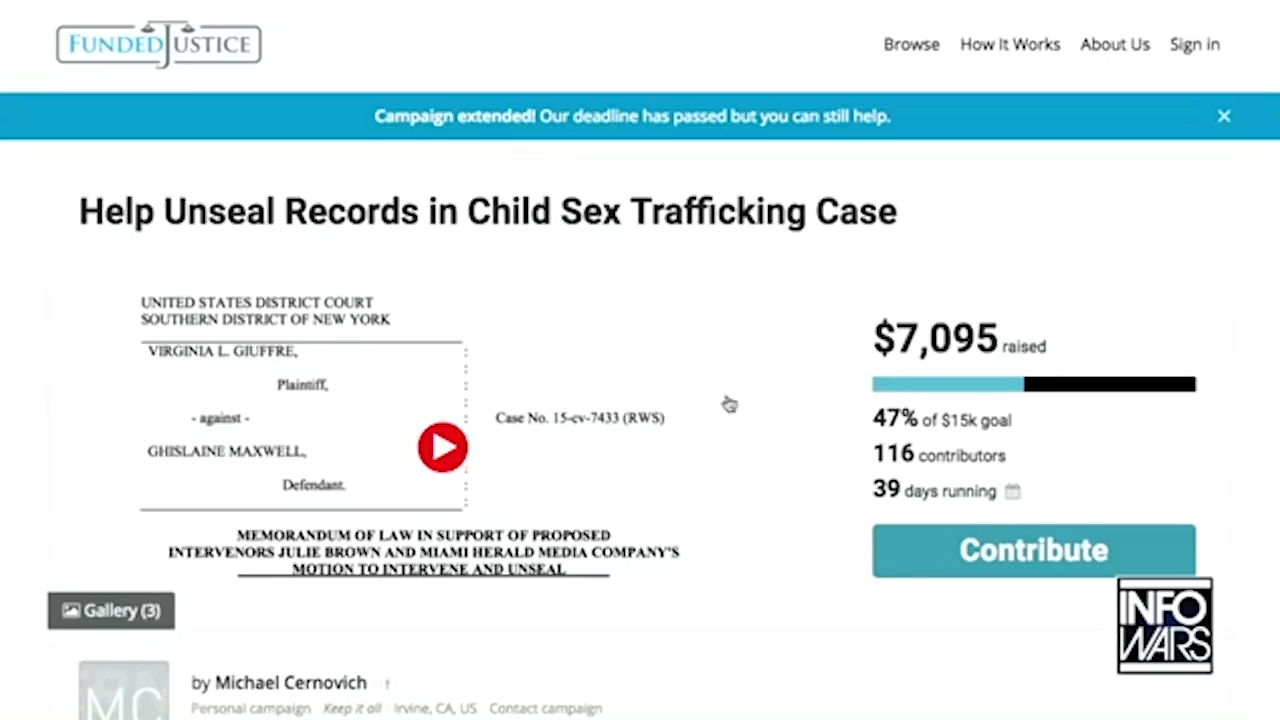 FUNDED JUSTICE
Browse How It Works About Us Sign in
Campaign extended! Our deadline has passed but you can still help.
Help Unseal Records in Child Sex Trafficking Case
UNITED STATES DISTRICT COURT
SOUTHERN DISTRICT OF NEW YORK
VIRGINIA L. GIUFFRE,
Plaintiff,
- against -
Case No. 15-cv-7433 (RWS)
GHISLAINE MAXWELL,
Defendant.
MEMORANDUM OF LAW IN SUPPORT OF PROPOSED
INTERVENORS JULIE BROWN AND MIAMI HERALD MEDIA COMPANY'S
MOTION TO INTERVENE AND UNSEAL
$7,095 raised
47% of $15k goal
116 contributors
39 days running
Contribute
Gallery (3)
INFO
WARS
MC
by Michael Cernovich
Personal campaign Keep it all Irvine, CA, US Contact campaign